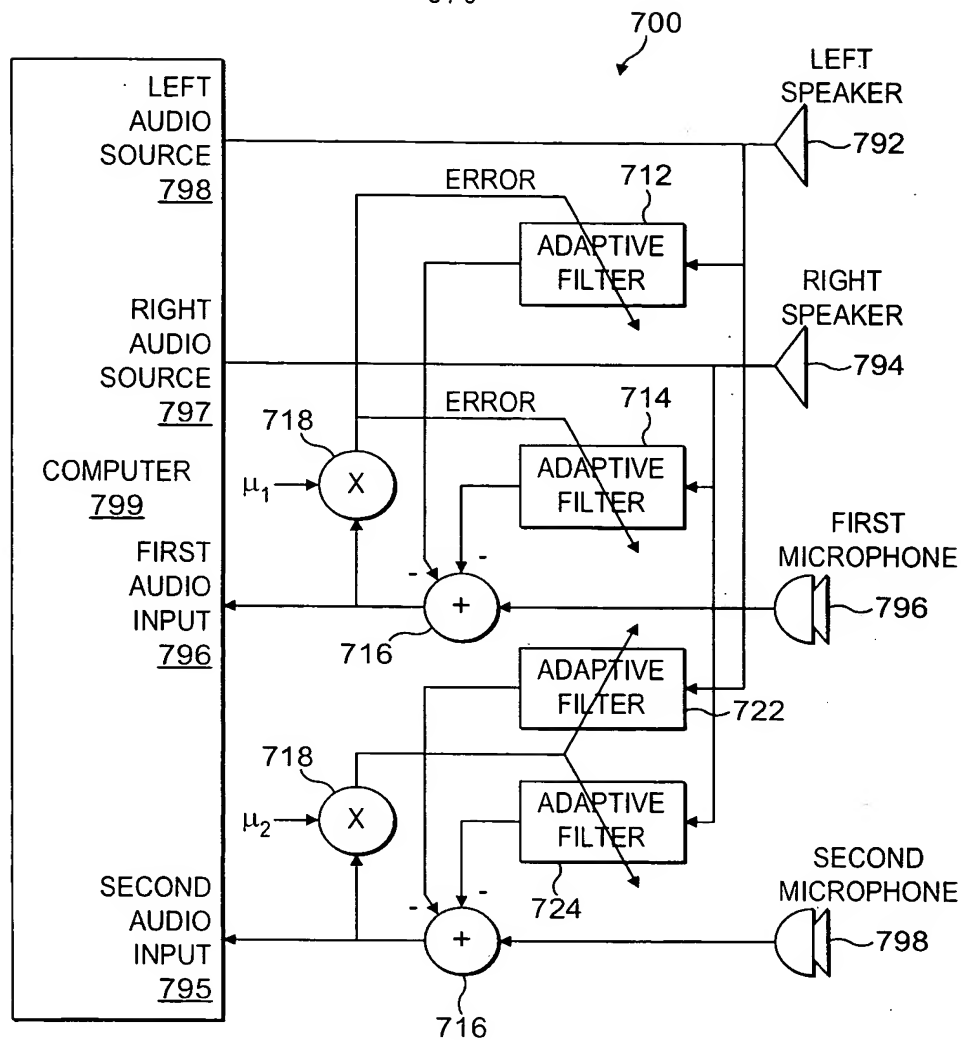 700
LEFT
AUDIO
SOURCE
798
LEFT
SPEAKER
792
ERROR
712
ADAPTIVE
FILTER
RIGHT
AUDIO
SOURCE
797
RIGHT
SPEAKER
794
718
ERROR
714
ADAPTIVE
FILTER
COMPUTER
799
μ1
X
FIRST
AUDIO
INPUT
796
-
-
+
716
FIRST
MICROPHONE
796
ADAPTIVE
FILTER
722
718
μ2
X
ADAPTIVE
FILTER
724
SECOND
AUDIO
INPUT
795
-
-
+
716
SECOND
MICROPHONE
798